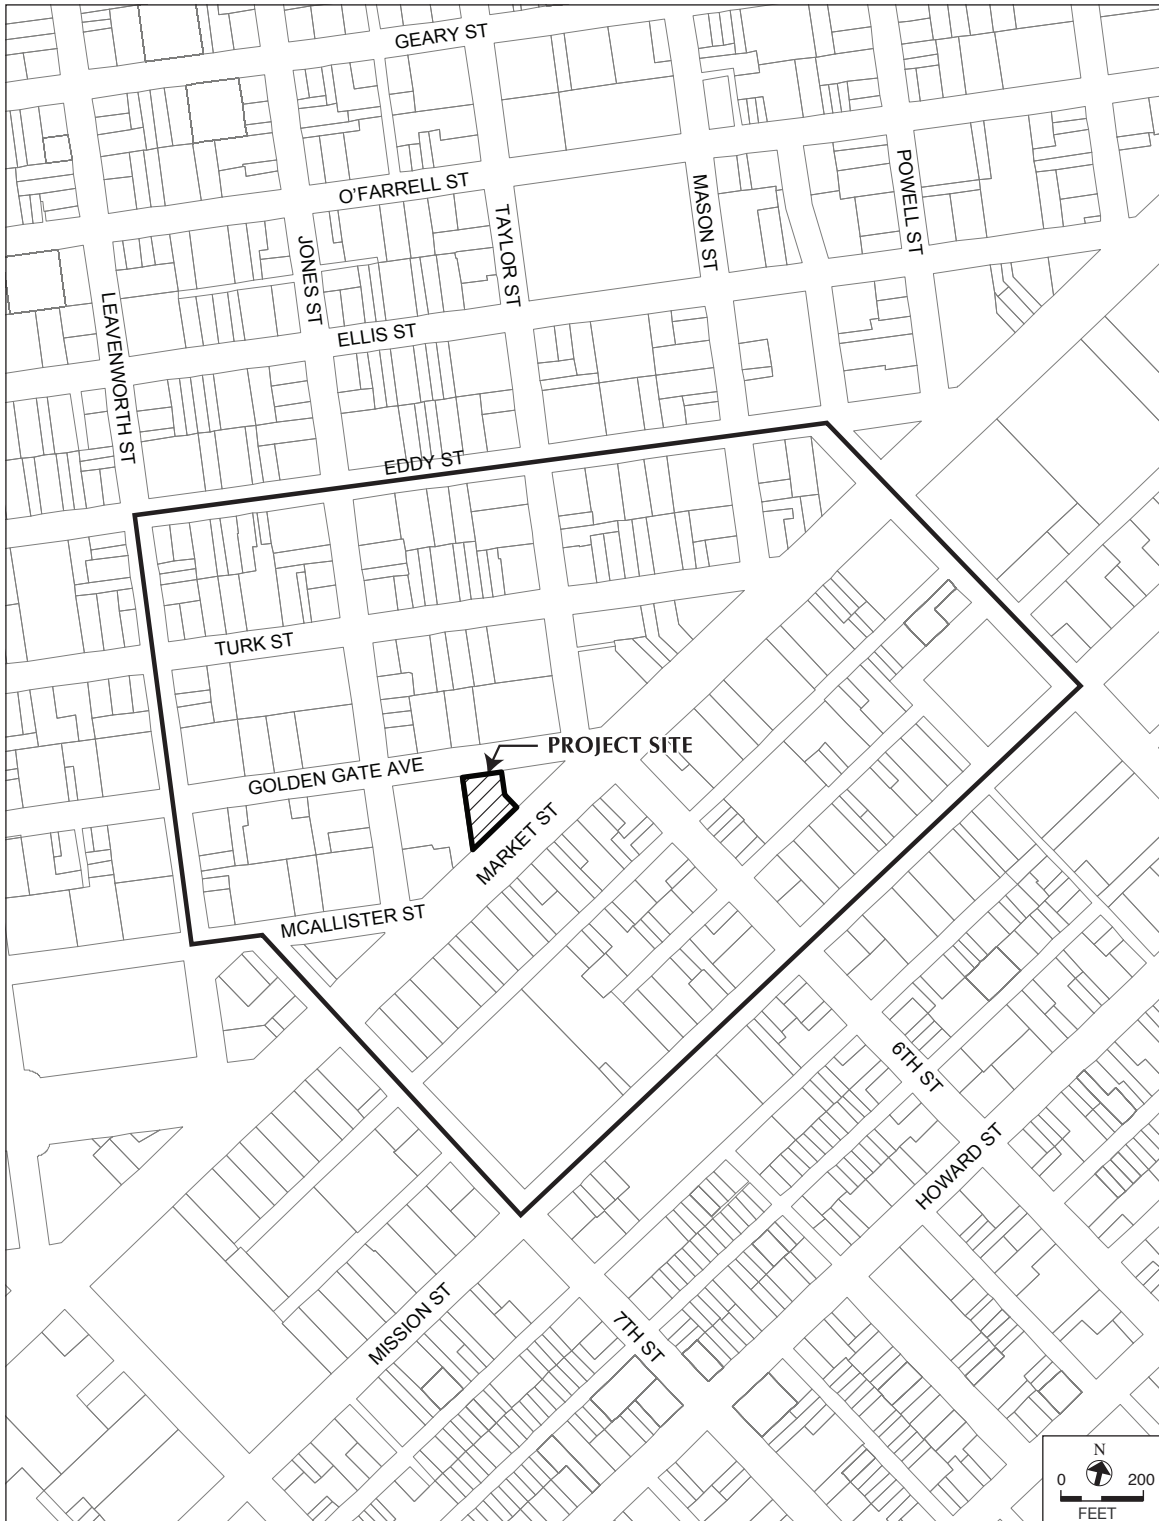 GEARY ST
O'FARRELL ST
POWELL ST
MASON ST
TAYLOR ST
JONES ST
LEAVENWORTH ST
ELLIS ST
EDDY ST
TURK ST
PROJECT SITE
GOLDEN GATE AVE
MARKET ST
MCALLISTER ST
6TH ST
HOWARD ST
MISSION ST
7TH ST
N
0 200
FEET